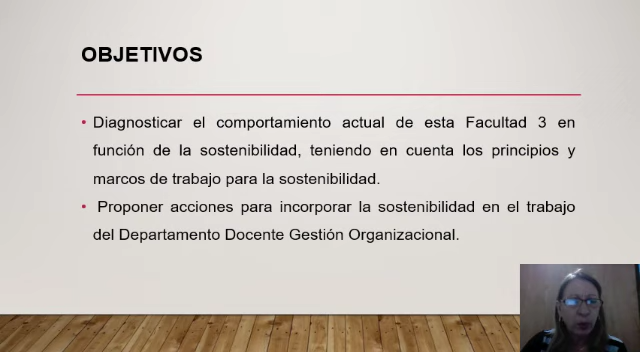 OBJETIVOS
• Diagnosticar el comportamiento actual de esta Facultad 3 en
función de la sostenibilidad, teniendo en cuenta los principios y
marcos de trabajo para la sostenibilidad.
• Proponer acciones para incorporar la sostenibilidad en el trabajo
del Departamento Docente Gestión Organizacional.